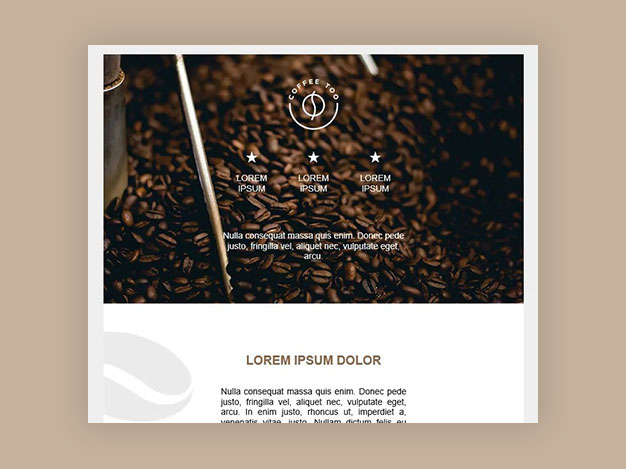 COFFEE TOO
LOREM LOREM LOREM
IPSUM IPSUM IPSUM
Nulla consequat massa quis enim. Donec pede
justo, fringilla vel, aliquet nec, vulputate eget,
arcu.
LOREM IPSUM DOLOR
Nulla consequat massa quis enim. Donec pede
justo, fringilla vel, aliquet nec, vulputate eget,
arcu. In enim justo, rhoncus ut, imperdiet a,
venenatis vitae, justo. Nullam dictum felis eu